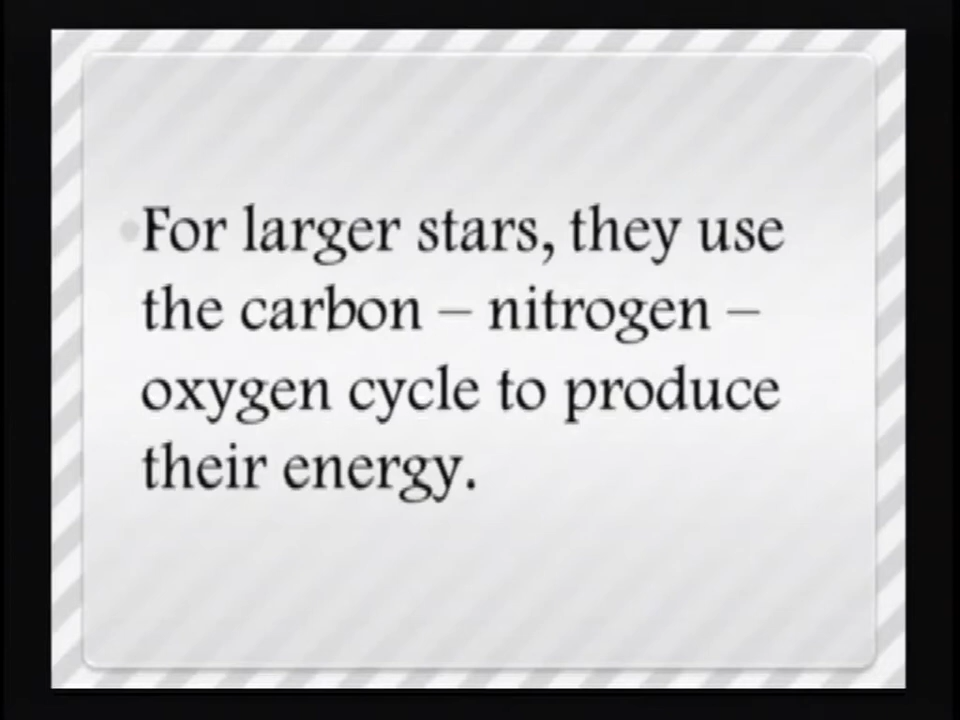 For larger stars, they use
the carbon – nitrogen –
oxygen cycle to produce
their energy.